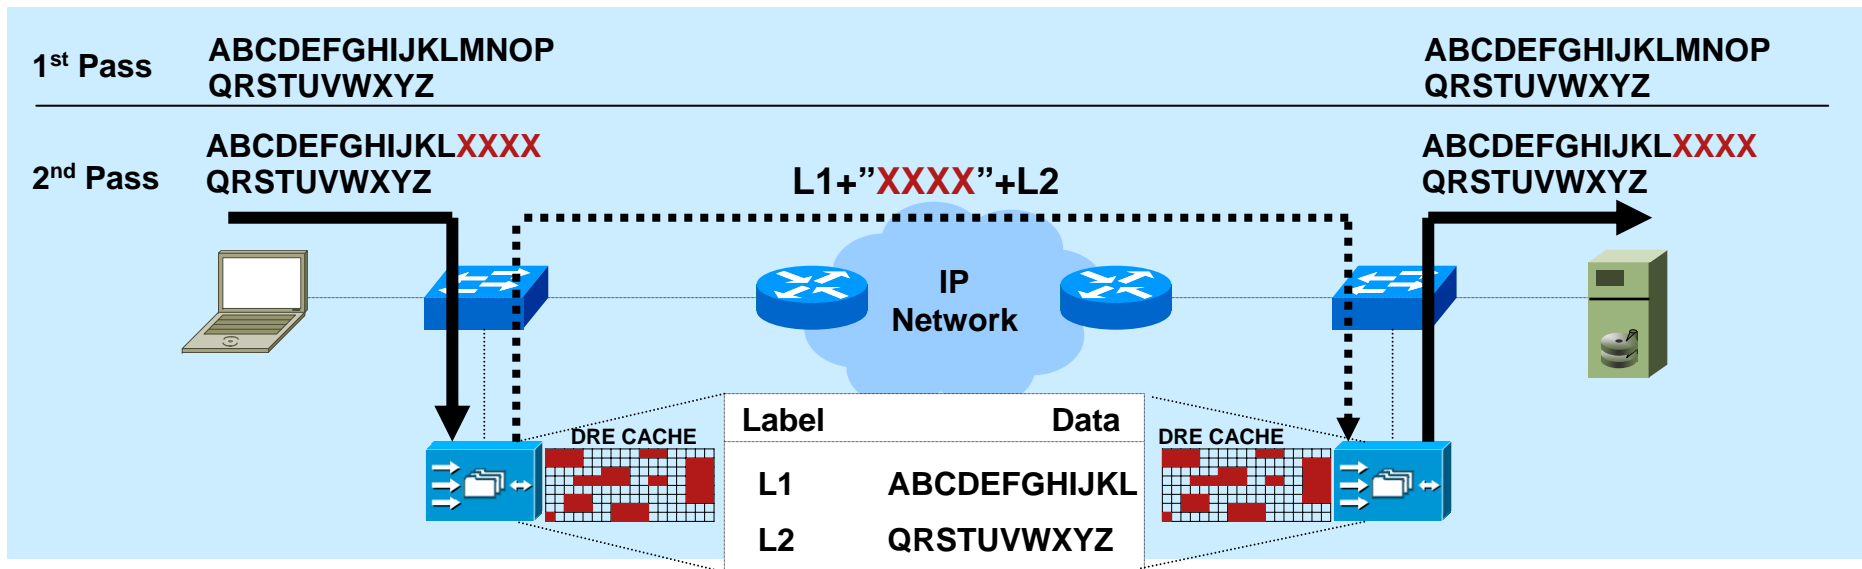 1st Pass
ABCDEFGHIJKLMNOP
QRSTUVWXYZ
ABCDEFGHIJKLMNOP
QRSTUVWXYZ
2nd Pass
ABCDEFGHIJKLXXXX
QRSTUVWXYZ
L1+”XXXX”+L2
ABCDEFGHIJKLXXXX
QRSTUVWXYZ
IP
Network
DRE CACHE
Label Data
L1 ABCDEFGHIJKL
L2 QRSTUVWXYZ
DRE CACHE